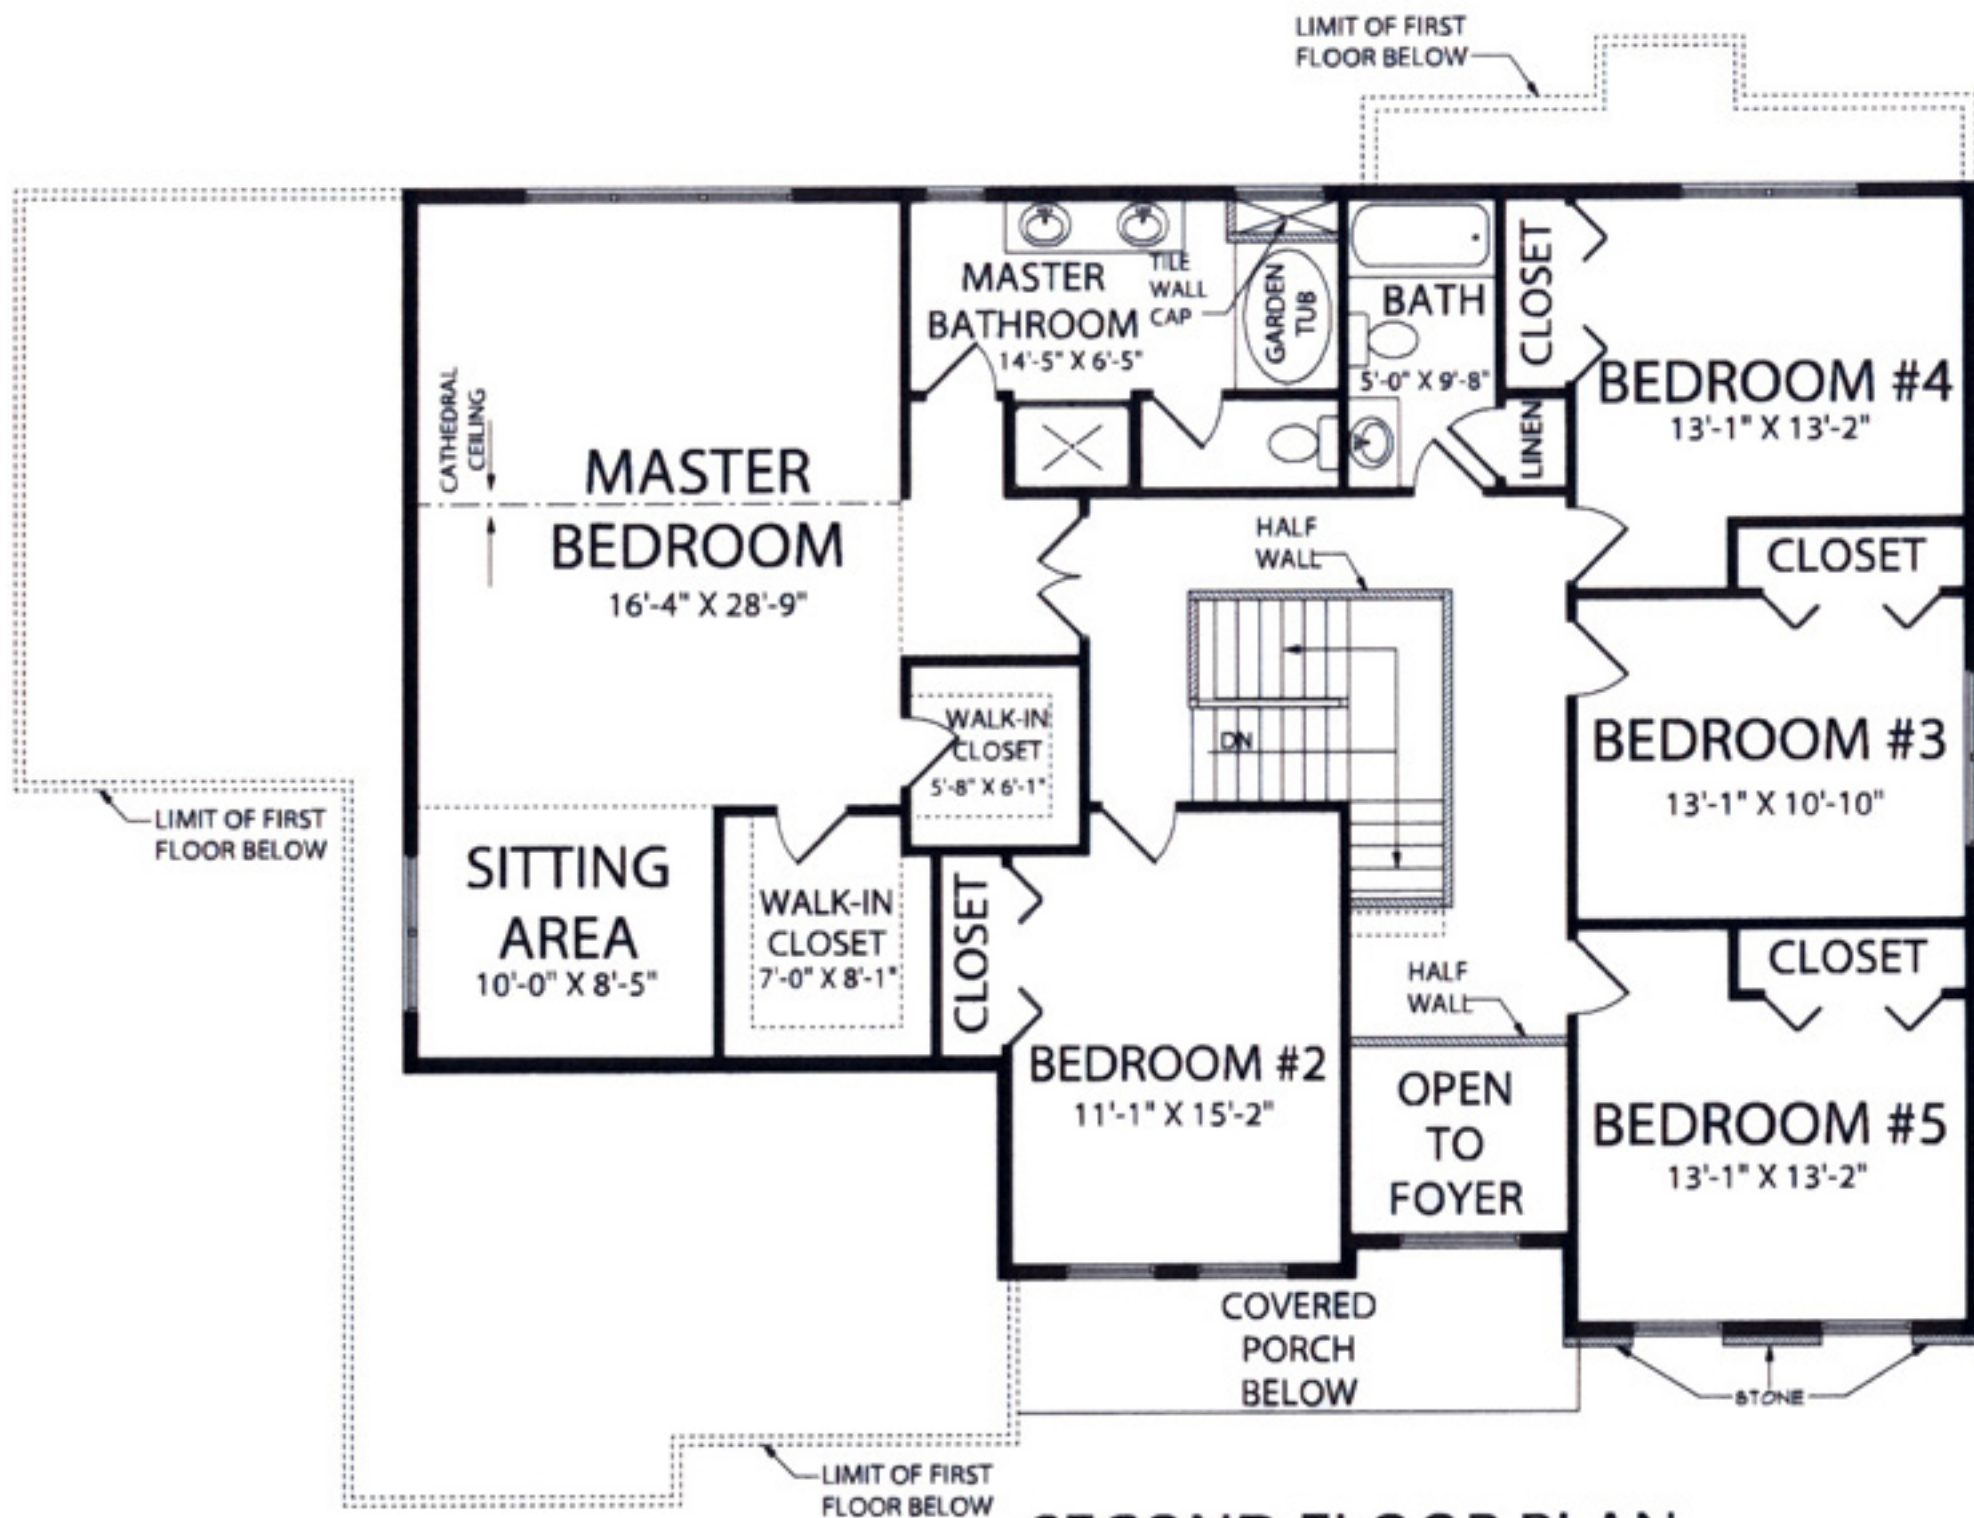 LIMIT OF FIRST
FLOOR BELOW
MASTER
BATHROOM
14'-5" X 6'-5"
TILE
WALL
CAP
GARDEN
TUB
BATH
5'-0" X 9'-8"
CLOSET
LINEN
BEDROOM #4
13'-1" X 13'-2"
CATHEDRAL
CEILING
MASTER
BEDROOM
16'-4" X 28'-9"
HALF
WALL
CLOSET
DN
WALK-IN
CLOSET
5'-8" X 6'-1"
BEDROOM #3
13'-1" X 10'-10"
LIMIT OF FIRST
FLOOR BELOW
SITTING
AREA
10'-0" X 8'-5"
WALK-IN
CLOSET
7'-0" X 8'-1"
CLOSET
BEDROOM #2
11'-1" X 15'-2"
HALF
WALL
CLOSET
OPEN
TO
FOYER
BEDROOM #5
13'-1" X 13'-2"
COVERED
PORCH
BELOW
STONE
LIMIT OF FIRST
FLOOR BELOW
SECOND FLOOR PLAN